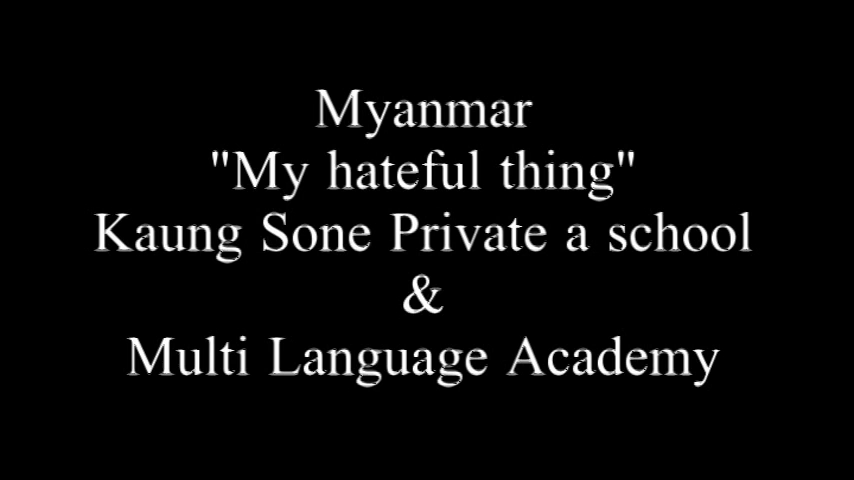 Myanmar
"My hateful thing"
Kaung Sone Private a school
&
Multi Language Academy